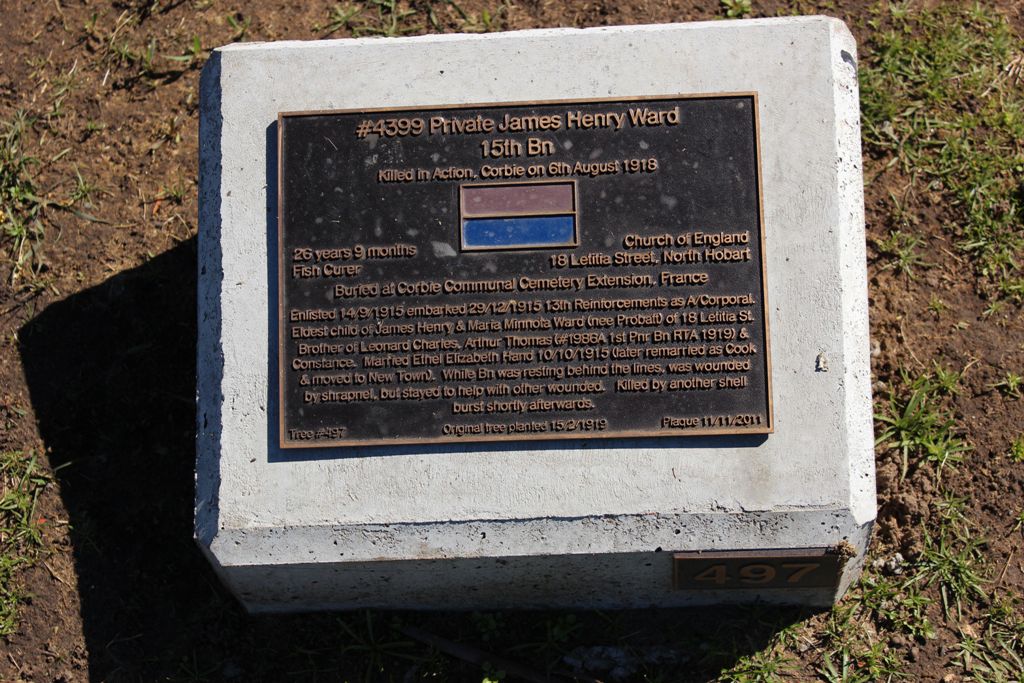 #4399 Private James Henry Ward
15th Bn
Killed in Action, Corbie on 6th August 1918
26 years 9 months
Church of England
Fish Curer
18 Letitia Street, North Hobart
Buried at Corbie Communal Cemetery Extension, France
Enlisted 14/9/1915 embarked 29/12/1915 13th Reinforcements as A/Corporal.
Eldest child of James Henry & Maria Minnola Ward (nee Probatt) of 18 Letitia St.
Brother of Leonard Charles, Arthur Thomas (#1986A 1st Pnr Bn RTA 1919) &
Constance. Married Ethel Elizabeth Hand 10/10/1915 (later remarried as Cook
& moved to New Town). While Bn was resting behind the lines, was wounded
by shrapnel, but stayed to help with other wounded. Killed by another shell
burst shortly afterwards.
Tree #497
Original tree planted 15/2/1919
Plaque 11/11/2011
497